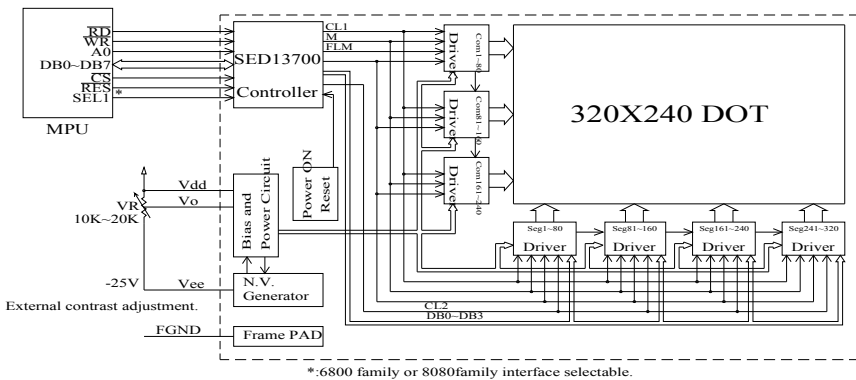 RD
WR
A0
DB0~DB7
CS
RES
SEL1 *
MPU
SED13700
Controller
CL1
M
FLM
Driver
Com1~80
Driver
Com81~160
Driver
Com161~240
320X240 DOT
Power ON
Reset
Bias and
Power Circuit
Vdd
Vo
VR
10K~20K
-25V
Vee
N.V.
Generator
External contrast adjustment.
FGND
Frame PAD
Seg1~80
Driver
Seg81~160
Driver
Seg161~240
Driver
Seg241~320
Driver
CL2
DB0~DB3
*:6800 family or 8080family interface selectable.